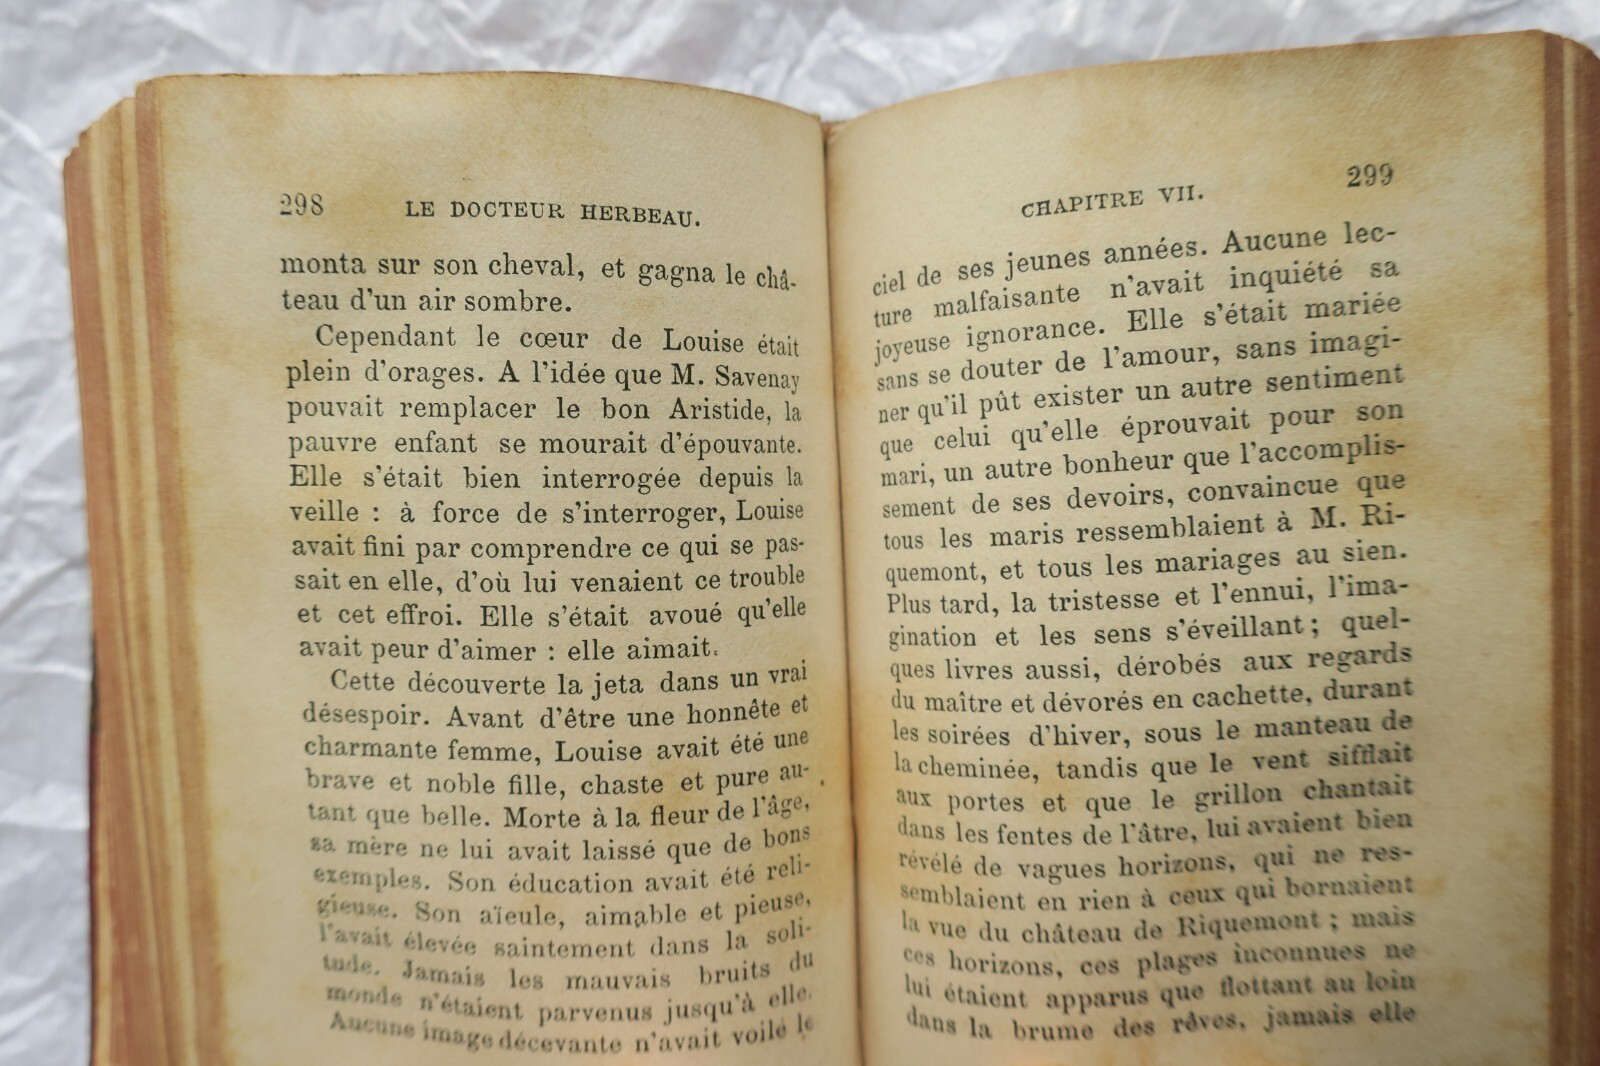 298 LE DOCTEUR HERBEAU.
monta sur son cheval, et gagna le châ-
teau d'un air sombre.
Cependant le cœur de Louise était
plein d'orages. A l'idée que M. Savenay
pouvait remplacer le bon Aristide, la
pauvre enfant se mourait d'épouvante.
Elle s'était bien interrogée depuis la
veille : à force de s'interroger, Louise
avait fini par comprendre ce qui se pas-
sait en elle, d'où lui venaient ce trouble
et cet effroi. Elle s'était avoué qu'elle
avait peur d'aimer : elle aimait.
Cette découverte la jeta dans un vrai
désespoir. Avant d'être une honnête et
charmante femme, Louise avait été une
brave et noble fille, chaste et pure au-
tant que belle. Morte à la fleur de l'âge,
sa mère ne lui avait laissé que de bons
exemples. Son éducation avait été reli-
gieuse. Son aïeule, aimable et pieuse,
l'avait élevée saintement dans la soli-
tude. Jamais les mauvais bruits du
monde n'étaient parvenus jusqu'à elle.
Aucune image décevante n'avait voilé le
CHAPITRE VII. 299
ciel de ses jeunes années. Aucune lec-
ture malfaisante n'avait inquiété sa
joyeuse ignorance. Elle s'était mariée
sans se douter de l'amour, sans imagi-
ner qu'il pût exister un autre sentiment
que celui qu'elle éprouvait pour son
mari, un autre bonheur que l'accomplis-
sement de ses devoirs, convaincue que
tous les maris ressemblaient à M. Ri-
quemont, et tous les mariages au sien.
Plus tard, la tristesse et l'ennui, l'ima-
gination et les sens s'éveillant ; quel-
ques livres aussi, dérobés aux regards
du maître et dévorés en cachette, durant
les soirées d'hiver, sous le manteau de
la cheminée, tandis que le vent sifflait
aux portes et que le grillon chantait
dans les fentes de l'âtre, lui avaient bien
révélé de vagues horizons, qui ne res-
semblaient en rien à ceux qui bornaient
la vue du château de Riquemont ; mais
ces horizons, ces plages inconnues ne
lui étaient apparus que flottant au loin
dans la brume des rêves, jamais elle